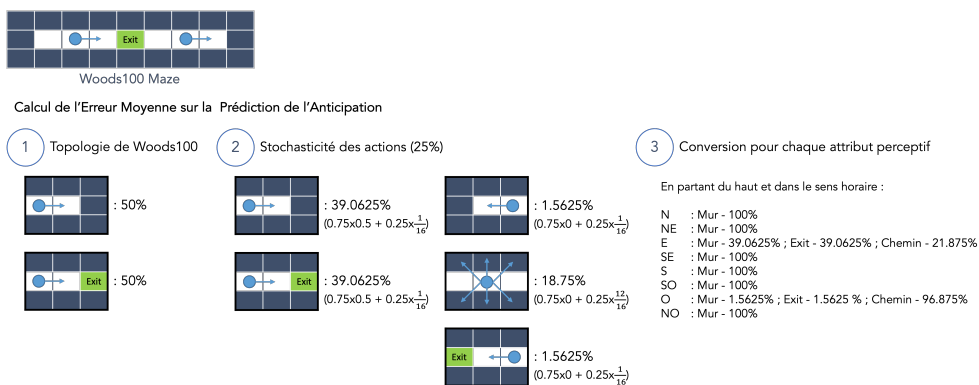 Exit
Woods100 Maze
Calcul de l'Erreur Moyenne sur la Prédiction de l'Anticipation
1 Topologie de Woods100
: 50%
Exit : 50%
2 Stochasticité des actions (25%)
: 39.0625%
(0.75x0.5 + 0.25x1/16)
Exit : 39.0625%
(0.75x0.5 + 0.25x1/16)
: 1.5625%
(0.75x0 + 0.25x1/16)
: 18.75%
(0.75x0 + 0.25x12/16)
Exit : 1.5625%
(0.75x0 + 0.25x1/16)
3 Conversion pour chaque attribut perceptif
En partant du haut et dans le sens horaire :
N : Mur - 100%
NE : Mur - 100%
E : Mur - 39.0625% ; Exit - 39.0625% ; Chemin - 21.875%
SE : Mur - 100%
S : Mur - 100%
SO : Mur - 100%
O : Mur - 1.5625% ; Exit - 1.5625 % ; Chemin - 96.875%
NO : Mur - 100%